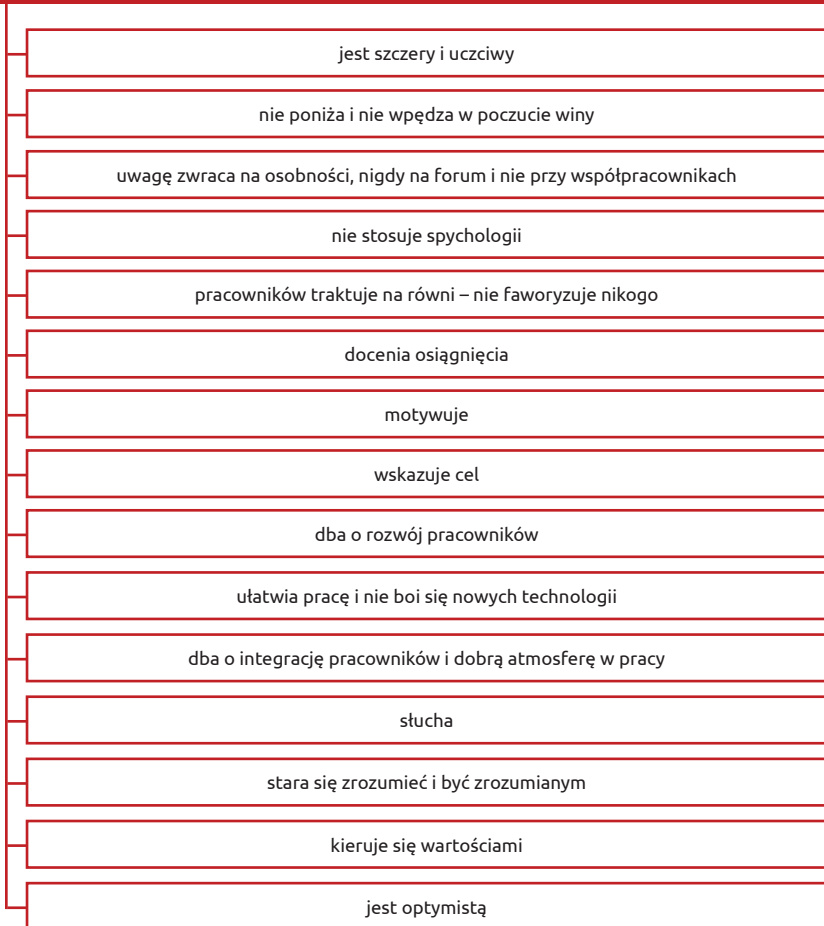 jest szczery i uczciwy
nie poniża i nie wpędza w poczucie winy
uwagę zwraca na osobności, nigdy na forum i nie przy współpracownikach
nie stosuje spychologii
pracowników traktuje na równi – nie faworyzuje nikogo
docenia osiągnięcia
motywuje
wskazuje cel
dba o rozwój pracowników
ułatwia pracę i nie boi się nowych technologii
dba o integrację pracowników i dobrą atmosferę w pracy
słucha
stara się zrozumieć i być zrozumianym
kieruje się wartościami
jest optymistą